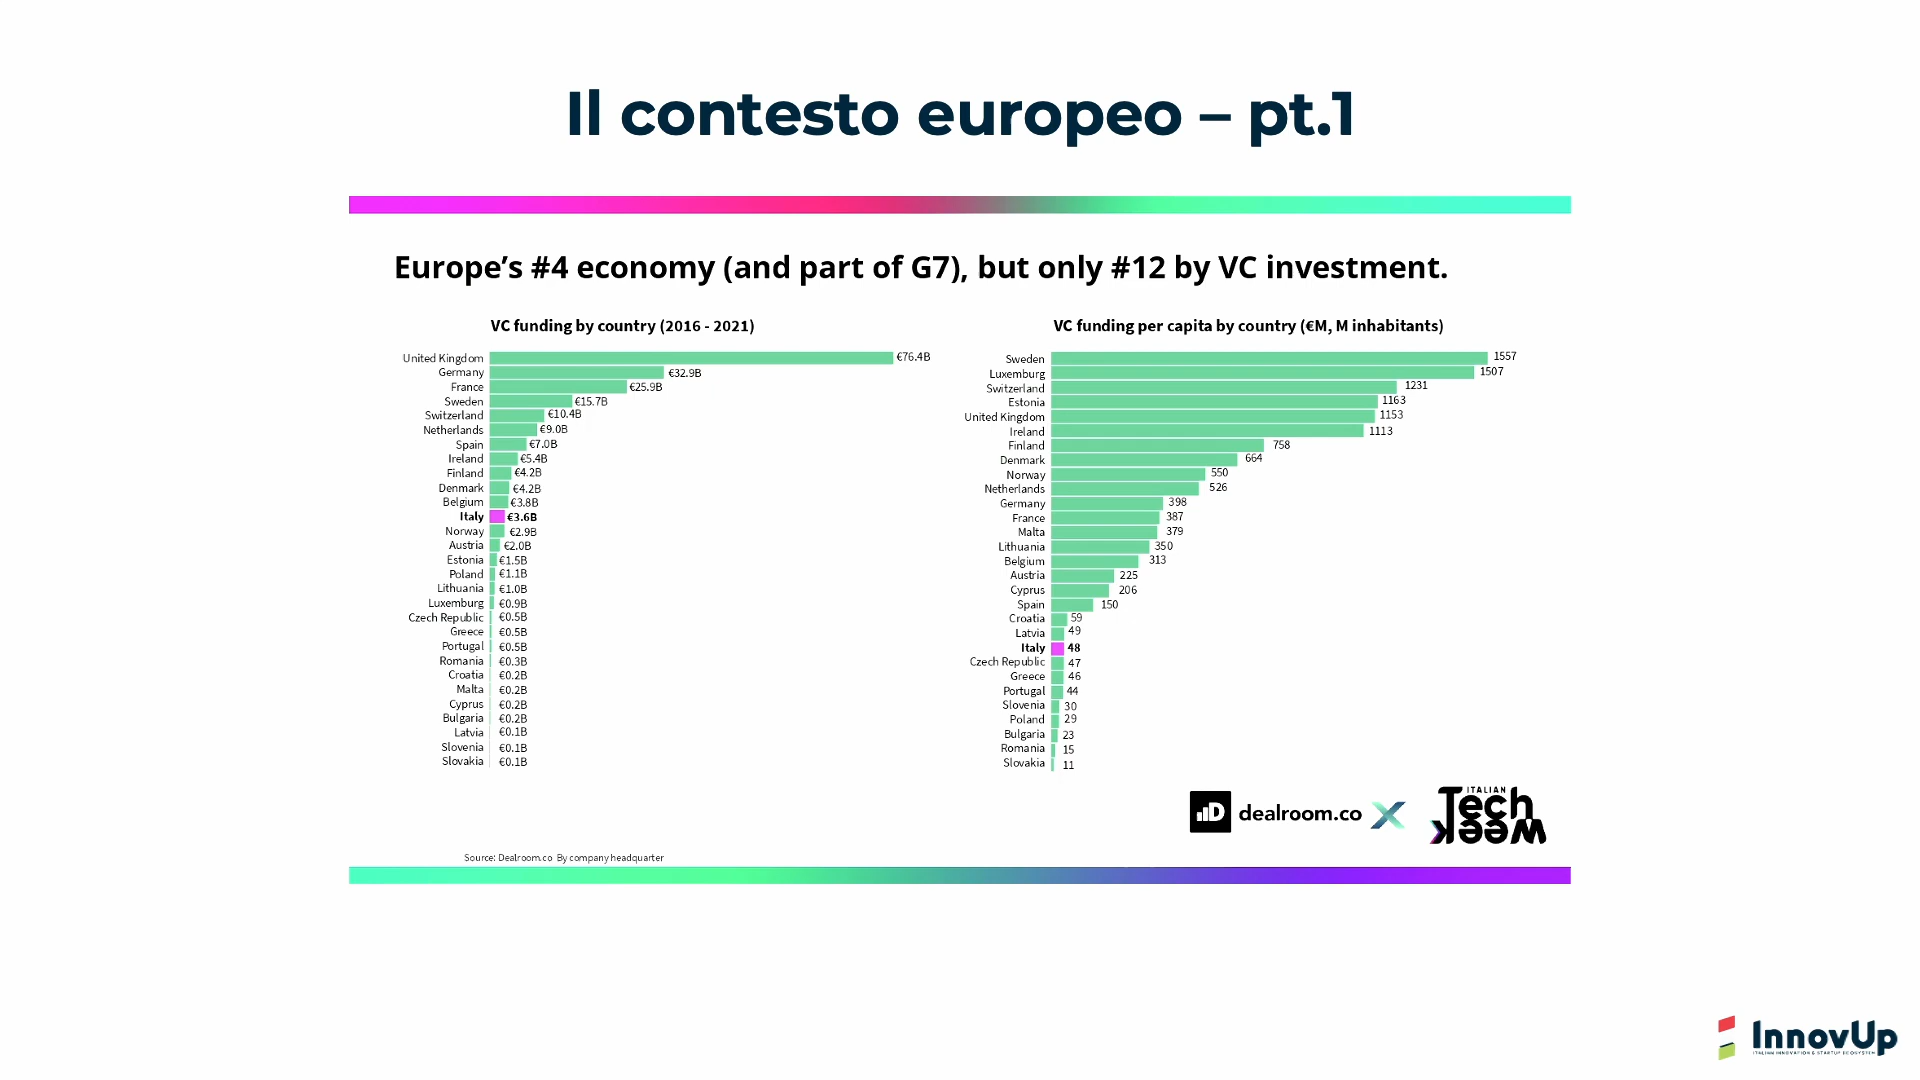 Il contesto europeo – pt.1
Europe's #4 economy (and part of G7), but only #12 by VC investment.
VC funding by country (2016 - 2021)
United Kingdom €76.4B
Germany €32.9B
France €25.9B
Sweden €15.7B
Switzerland €10.4B
Netherlands €9.0B
Spain €7.0B
Ireland €5.4B
Finland €4.2B
Denmark €4.2B
Belgium €3.8B
Italy €3.6B
Norway €2.9B
Austria €2.0B
Estonia €1.5B
Poland €1.1B
Lithuania €1.0B
Luxemburg €0.9B
Czech Republic €0.5B
Greece €0.5B
Portugal €0.5B
Romania €0.3B
Croatia €0.2B
Malta €0.2B
Cyprus €0.2B
Bulgaria €0.2B
Latvia €0.1B
Slovenia €0.1B
Slovakia €0.1B
VC funding per capita by country (€M, M inhabitants)
Sweden 1557
Luxemburg 1507
Switzerland 1231
Estonia 1163
United Kingdom 1153
Ireland 1113
Finland 758
Denmark 664
Norway 550
Netherlands 526
Germany 398
France 387
Malta 379
Lithuania 350
Belgium 313
Austria 225
Cyprus 206
Spain 150
Croatia 59
Latvia 49
Italy 48
Czech Republic 47
Greece 46
Portugal 44
Slovenia 30
Poland 29
Bulgaria 23
Romania 15
Slovakia 11
dealroom.co
ITALIAN
Tech
Week
Source: Dealroom.co By company headquarter
InnovUp
ITALIAN INNOVATION & STARTUP ECOSYSTEM